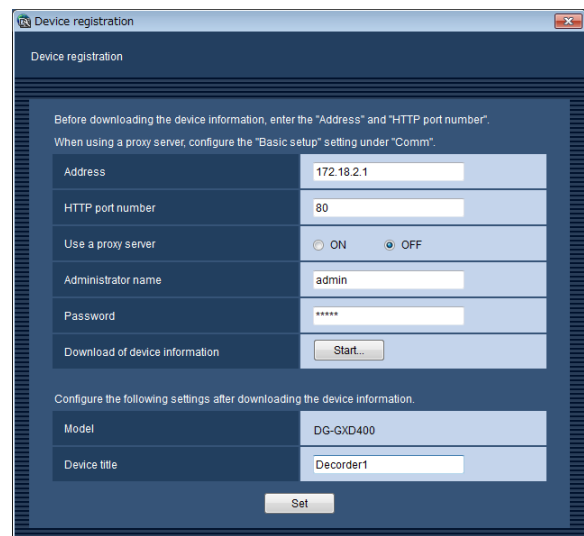 Device registration
Device registration
Before downloading the device information, enter the "Address" and "HTTP port number".
When using a proxy server, configure the "Basic setup" setting under "Comm".
Address 172.18.2.1
HTTP port number 80
Use a proxy server ON OFF
Administrator name admin
Password *****
Download of device information Start...
Configure the following settings after downloading the device information.
Model DG-GXD400
Device title Decorder1
Set